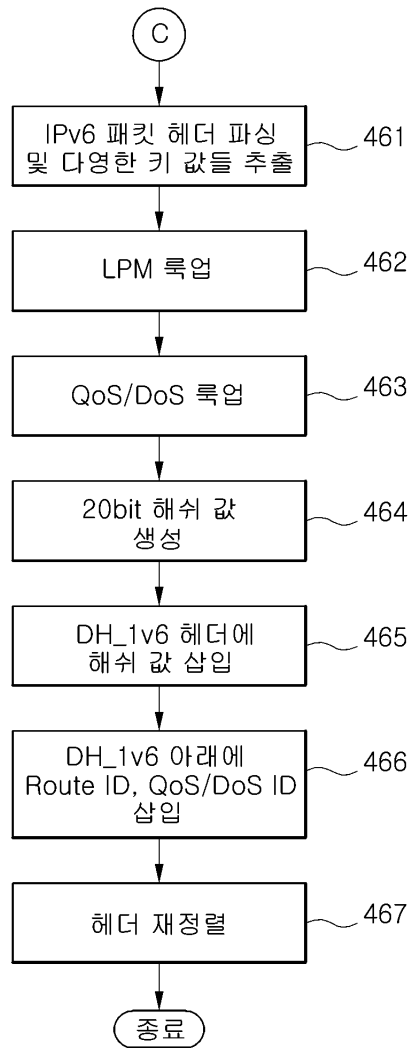 C
IPv6 패킷 헤더 파싱
및 다영한 키 값들 추출
461
LPM 룩업
462
QoS/DoS 룩업
463
20bit 해쉬 값
생성
464
DH_1v6 헤더에
해쉬 값 삽입
465
DH_1v6 아래에
Route ID, QoS/DoS ID
삽입
466
헤더 재정렬
467
종료